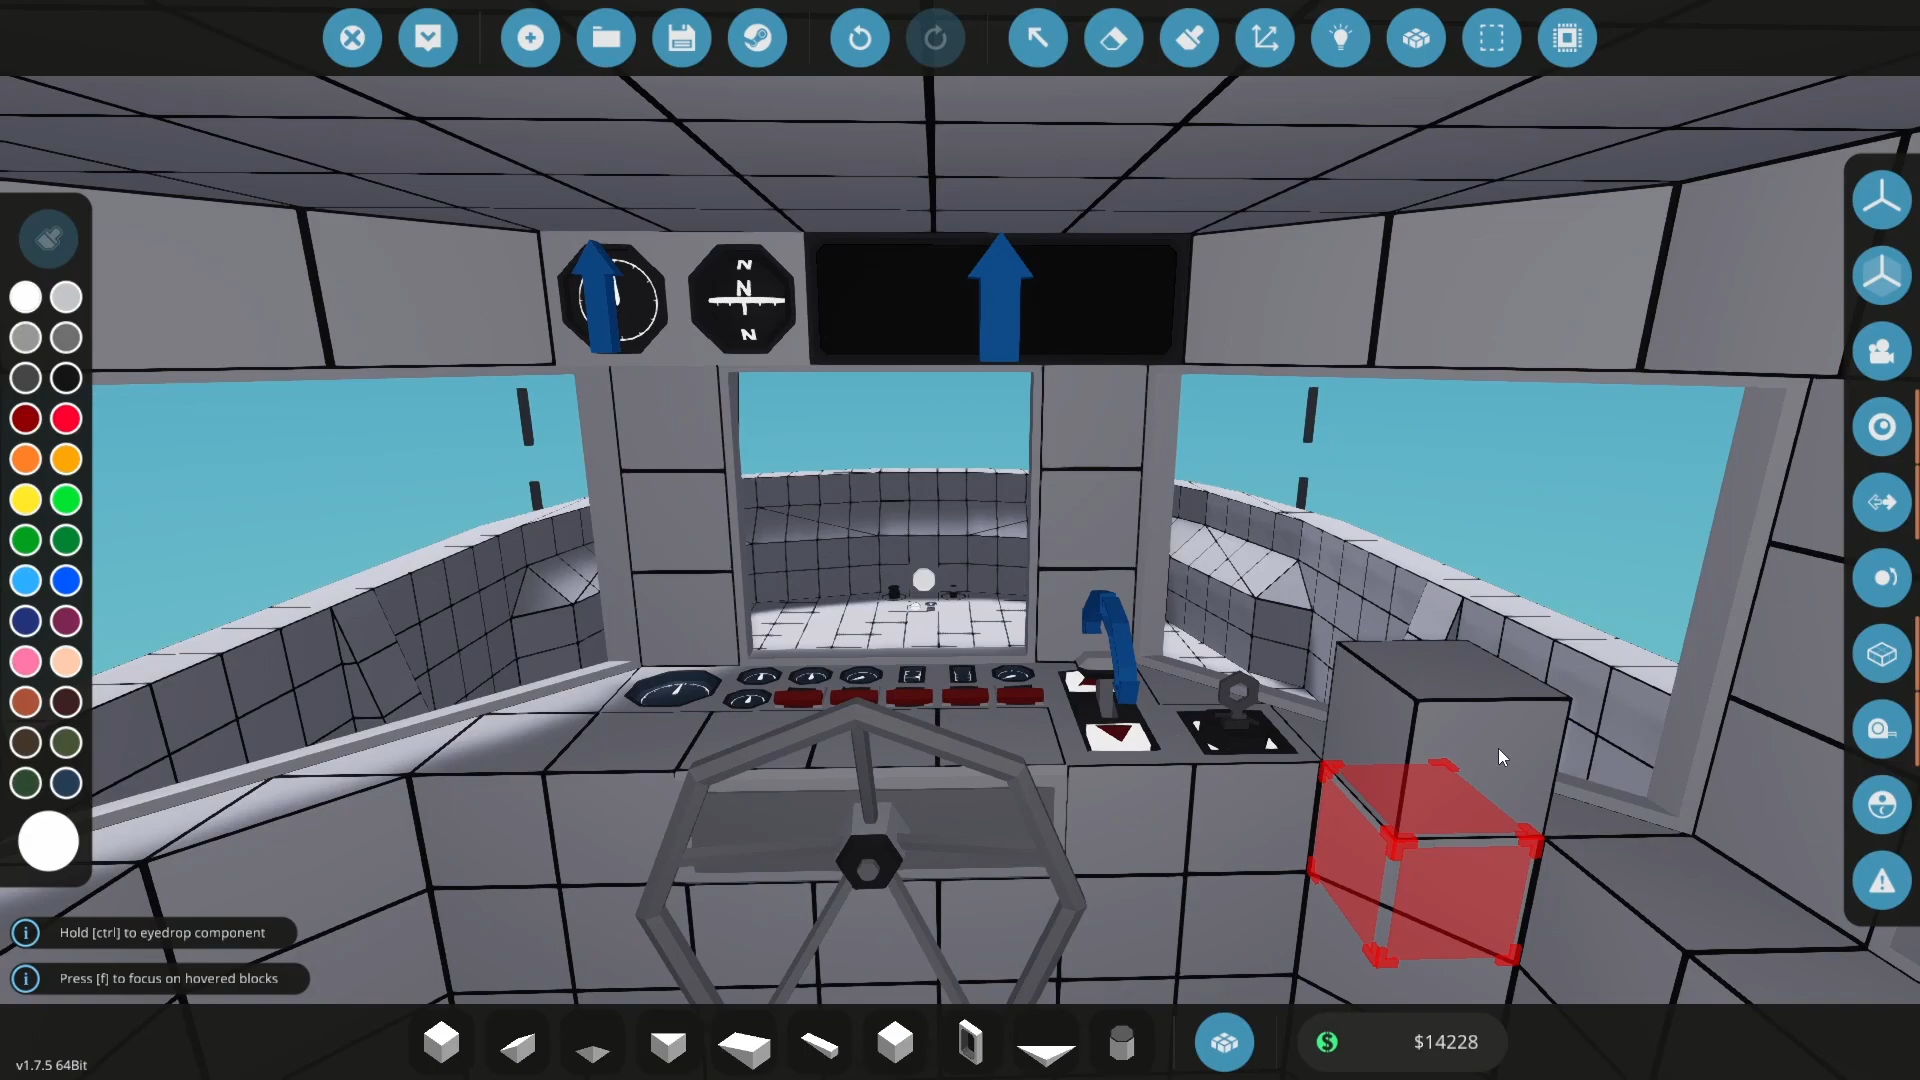 N
N
N
Hold [ctrl] to eyedrop component
Press [f] to focus on hovered blocks
$14228
v1.7.5 64Bit